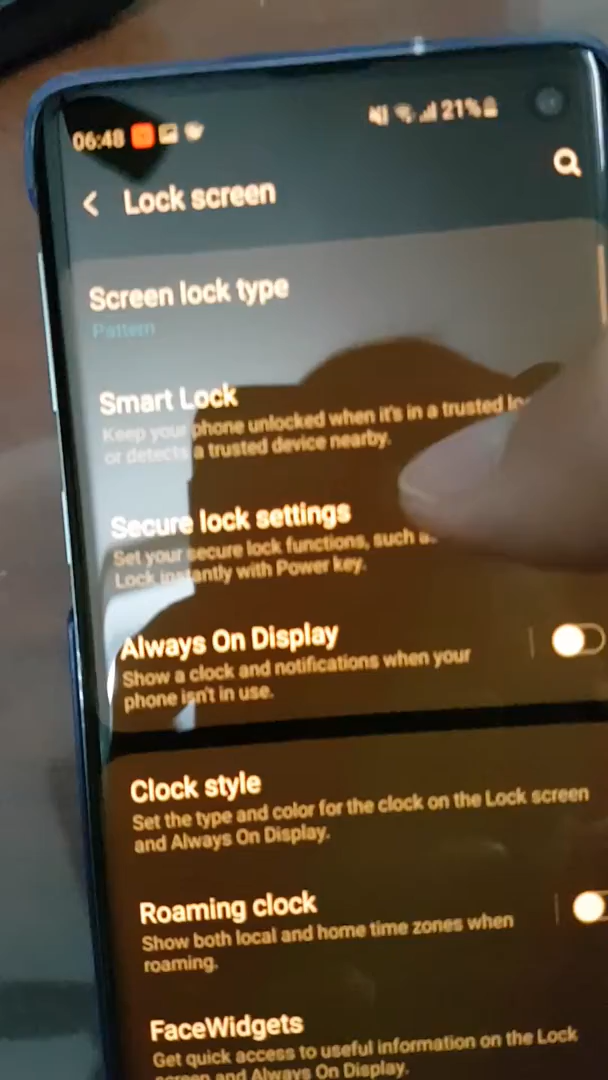 06:48
21%
Lock screen
Screen lock type
Pattern
Smart Lock
Keep your phone unlocked when it's in a trusted
or detects a trusted device nearby.
Secure lock settings
Set your secure lock functions, such
Lock instantly with Power key.
Always On Display
Show a clock and notifications when your
phone isn't in use.
Clock style
Set the type and color for the clock on the Lock screen
and Always On Display.
Roaming clock
Show both local and home time zones when
roaming.
FaceWidgets
Get quick access to useful information on the Lock
screen and Always On Display.